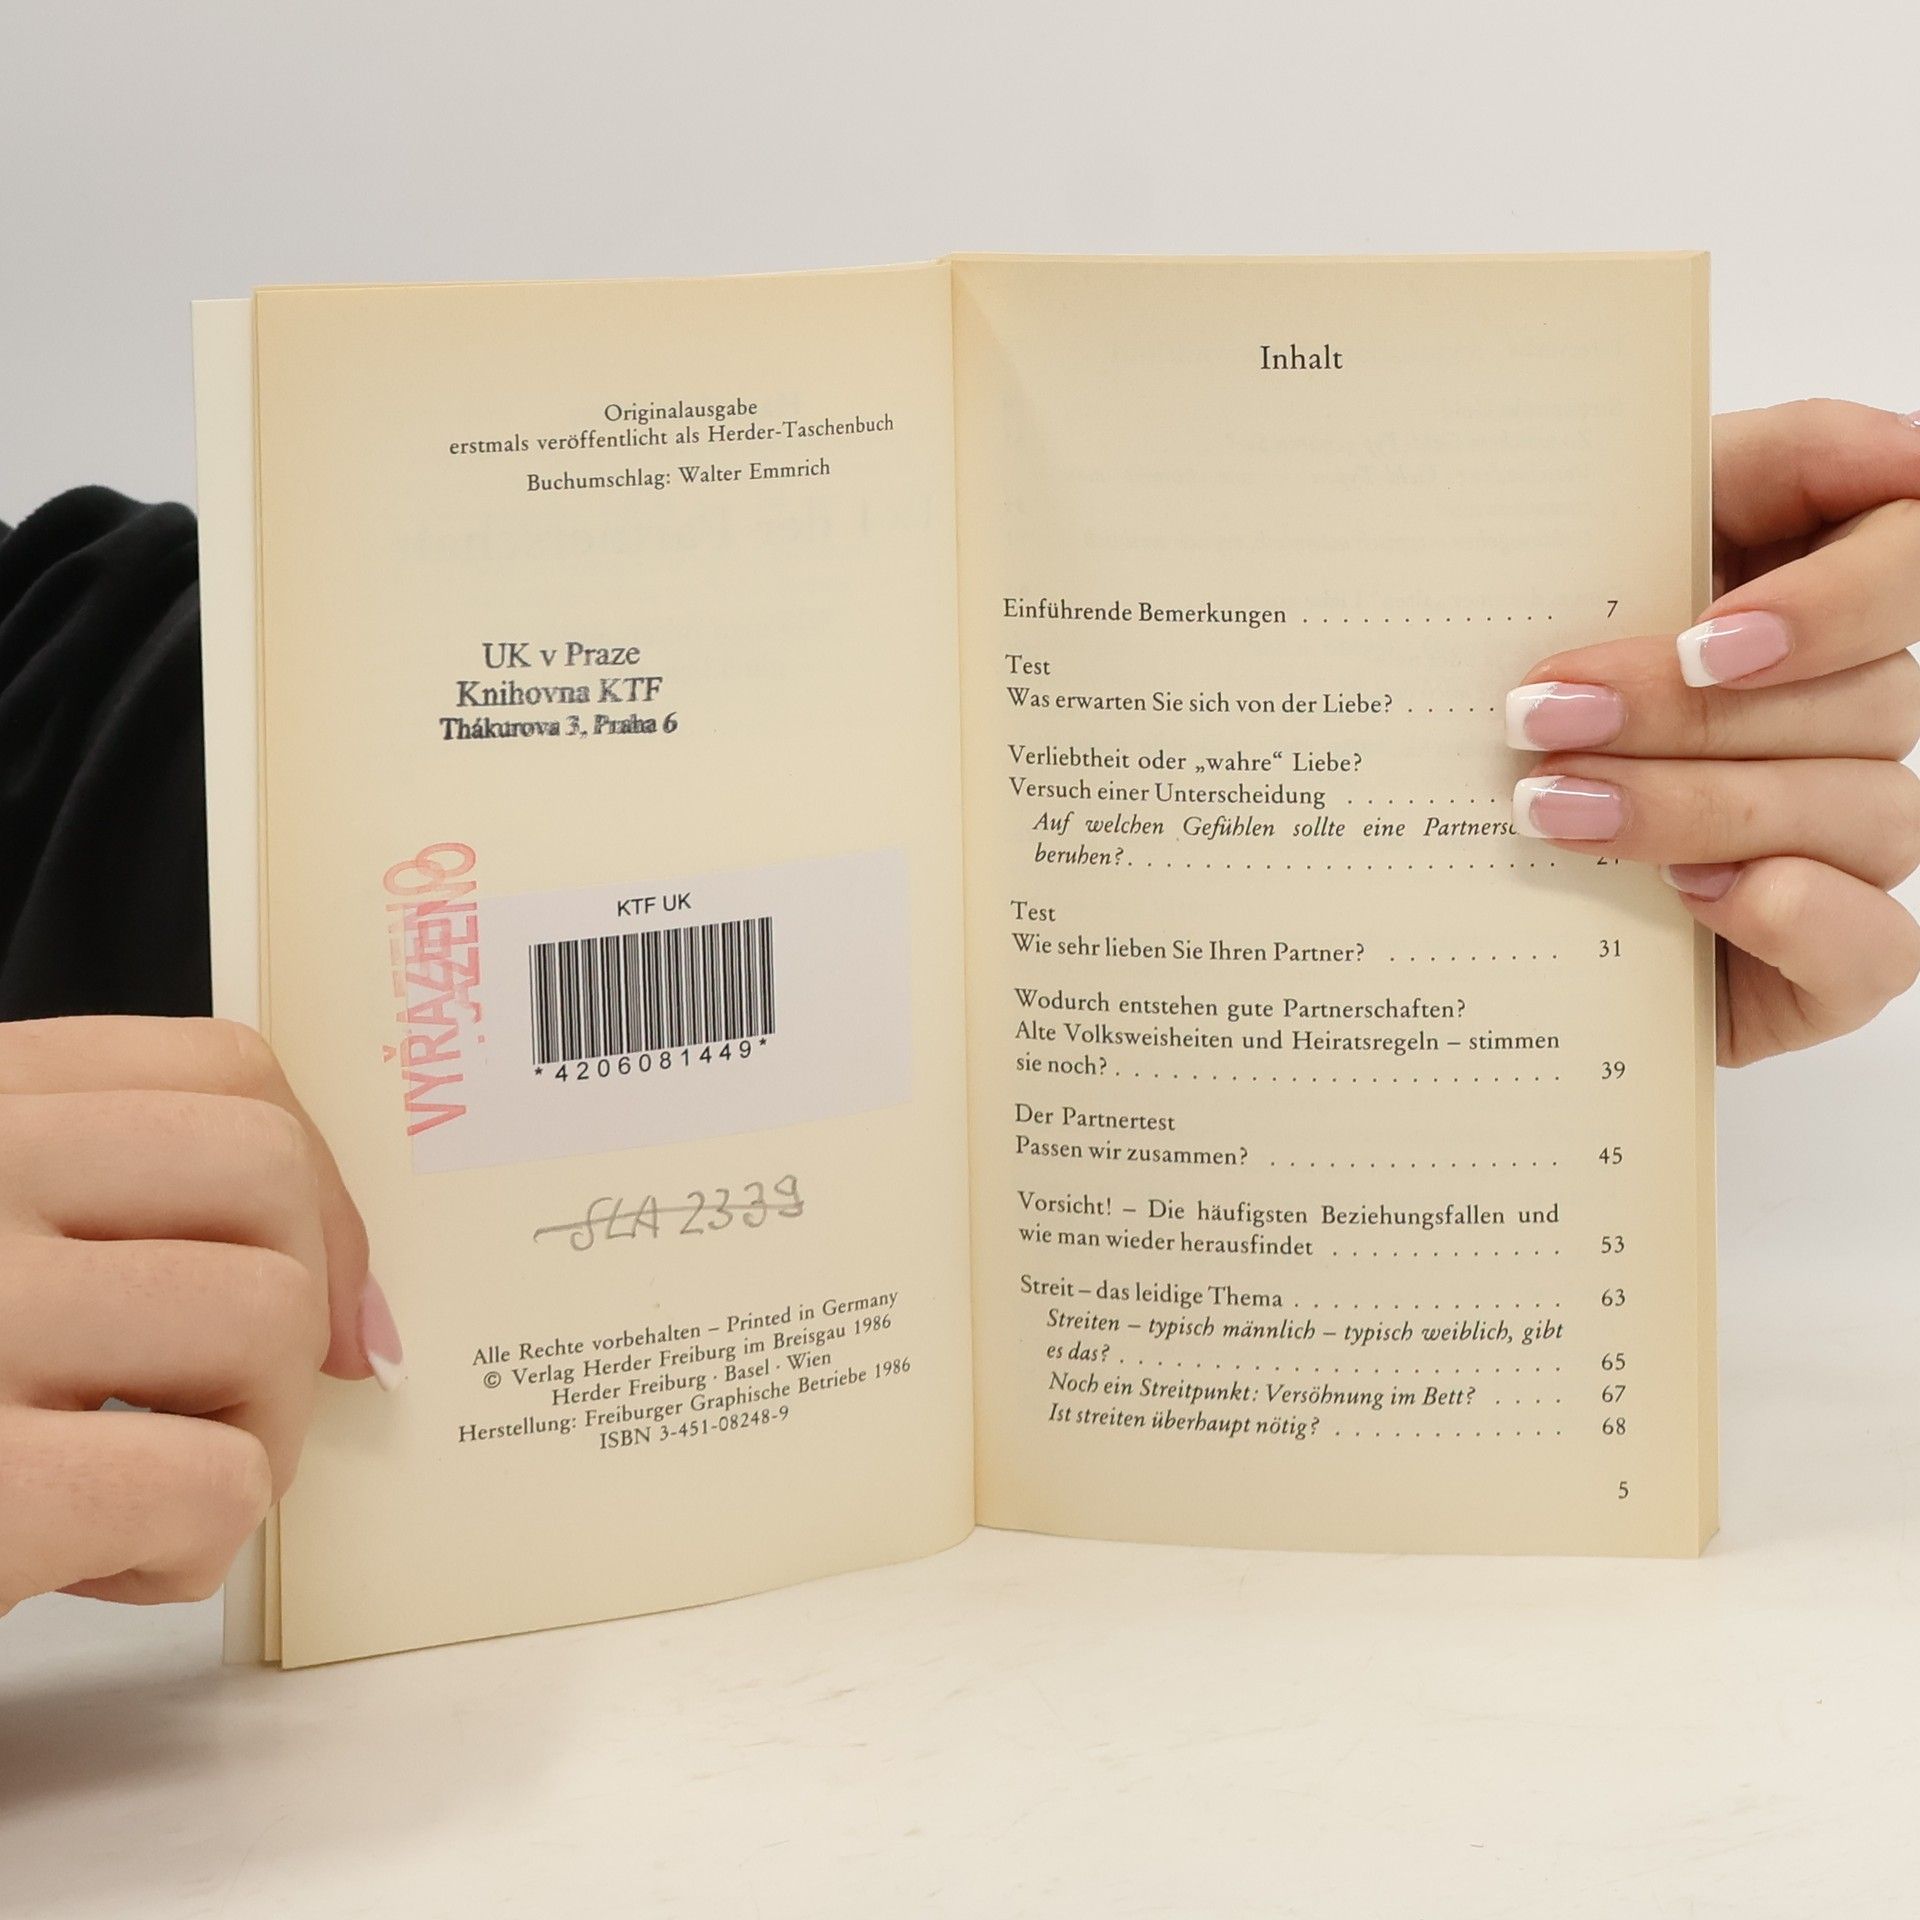 Originalausgabe
erstmals veröffentlicht als Herder-Taschenbuch
Buchumschlag: Walter Emmrich
UK v Praze
Knihovna KTF
Thákurova 3, Praha 6
VYŘAZENO
KTF UK
*4206081449*
SLA 2339
Alle Rechte vorbehalten – Printed in Germany
© Verlag Herder Freiburg im Breisgau 1986
Herder Freiburg · Basel · Wien
Herstellung: Freiburger Graphische Betriebe 1986
ISBN 3-451-08248-9
Inhalt
Einführende Bemerkungen . . . . . . . . . . . . . 7
Test
Was erwarten Sie sich von der Liebe? . . . . .
Verliebtheit oder „wahre“ Liebe?
Versuch einer Unterscheidung . . . . . . . .
Auf welchen Gefühlen sollte eine
beruhen? . . . . . . . . . . . . . . . . . . . . . .
Test
Wie sehr lieben Sie Ihren Partner? . . . . . . . . . 31
Wodurch entstehen gute Partnerschaften?
Alte Volksweisheiten und Heiratsregeln – stimmen
sie noch? . . . . . . . . . . . . . . . . . . . . . . . 39
Der Partnertest
Passen wir zusammen? . . . . . . . . . . . . . . . 45
Vorsicht! – Die häufigsten Beziehungsfallen und
wie man wieder herausfindet . . . . . . . . . . . . 53
Streit – das leidige Thema . . . . . . . . . . . . . . 63
Streiten – typisch männlich – typisch weiblich, gibt
es das? . . . . . . . . . . . . . . . . . . . . . . . 65
Noch ein Streitpunkt: Versöhnung im Bett? . . . . 67
Ist streiten überhaupt nötig? . . . . . . . . . . . . 68
5